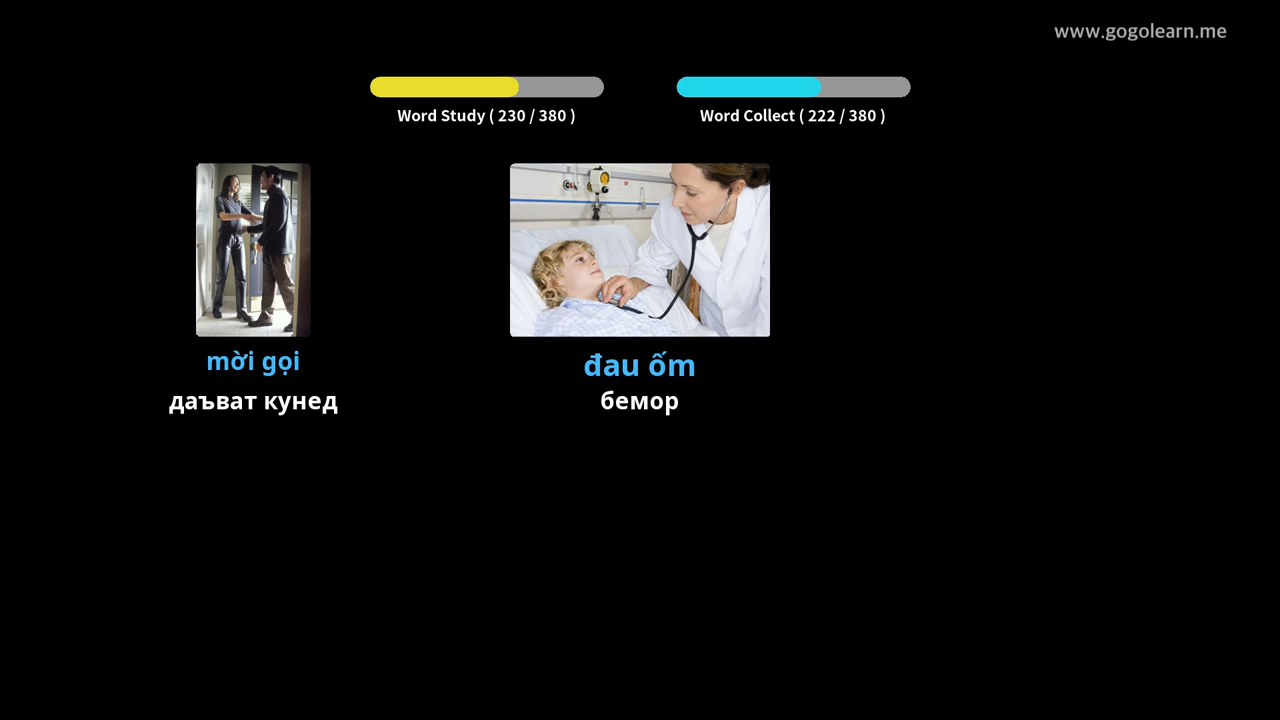 www.gogolearn.me
Word Study ( 230 / 380 )
Word Collect ( 222 / 380 )
mời gọi
даъват кунед
đau ốm
бемор